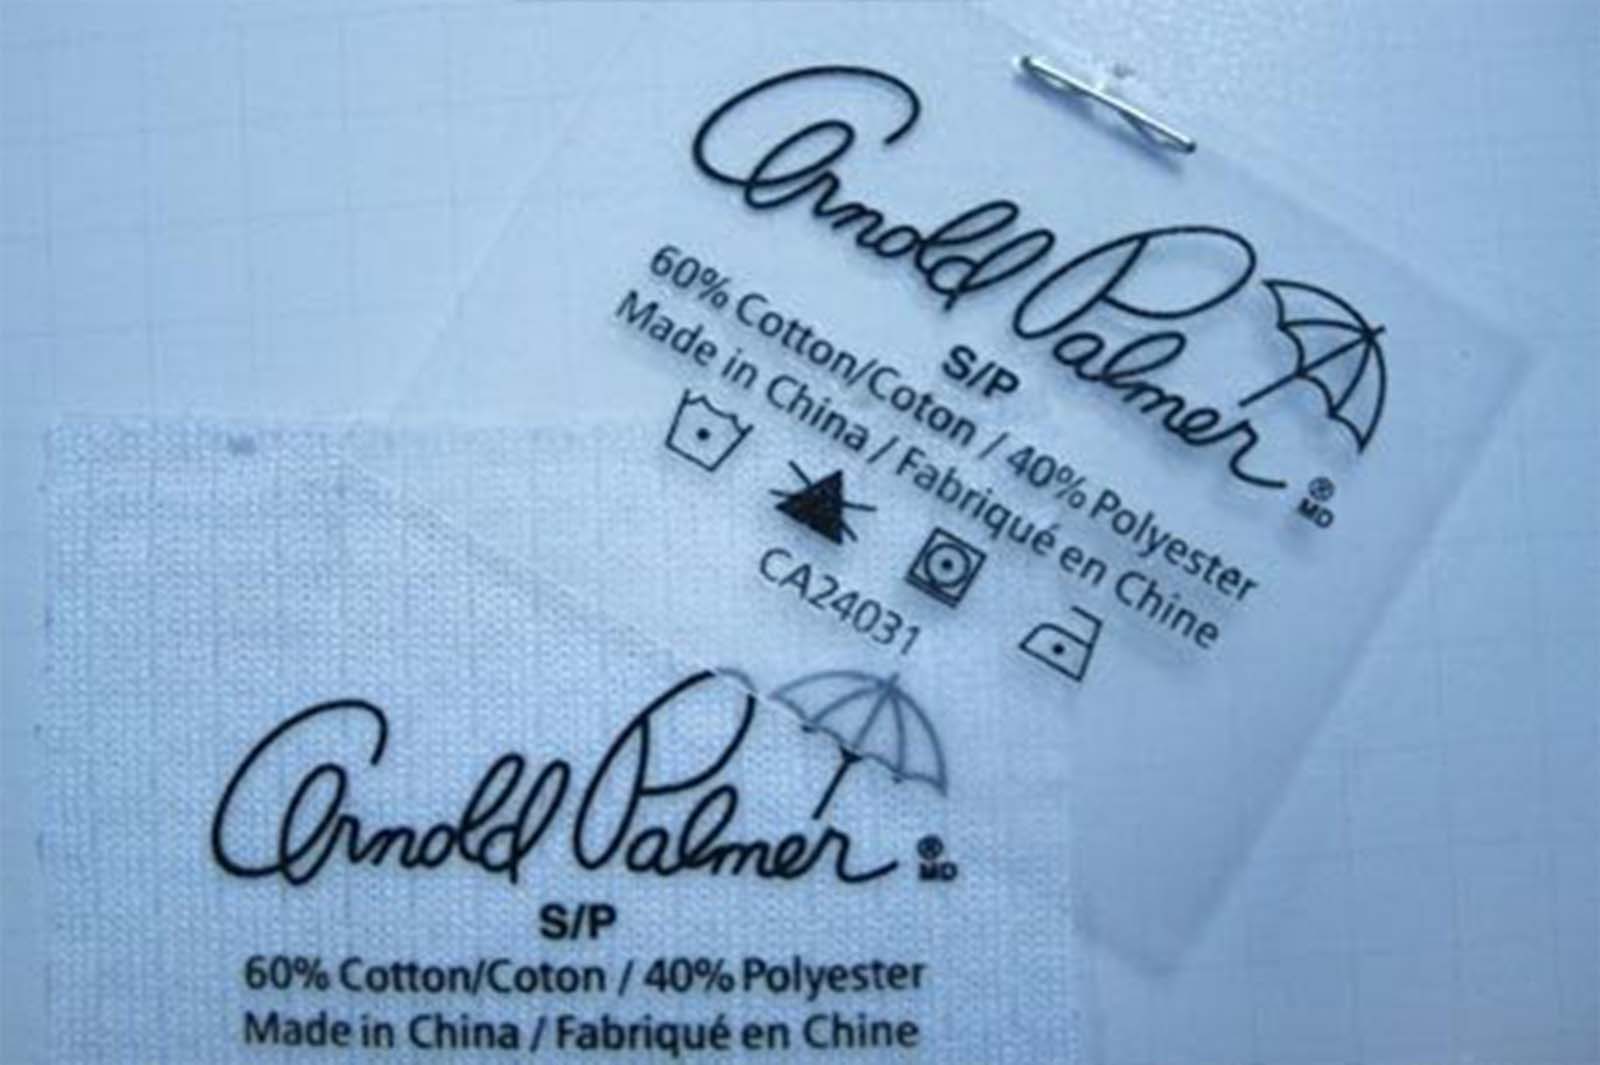 Arnold Palmer
® MD
S/P
60% Cotton/Coton / 40% Polyester
Made in China / Fabriqué en Chine
CA24031
Arnold Palmer
® MD
S/P
60% Cotton/Coton / 40% Polyester
Made in China / Fabriqué en Chine